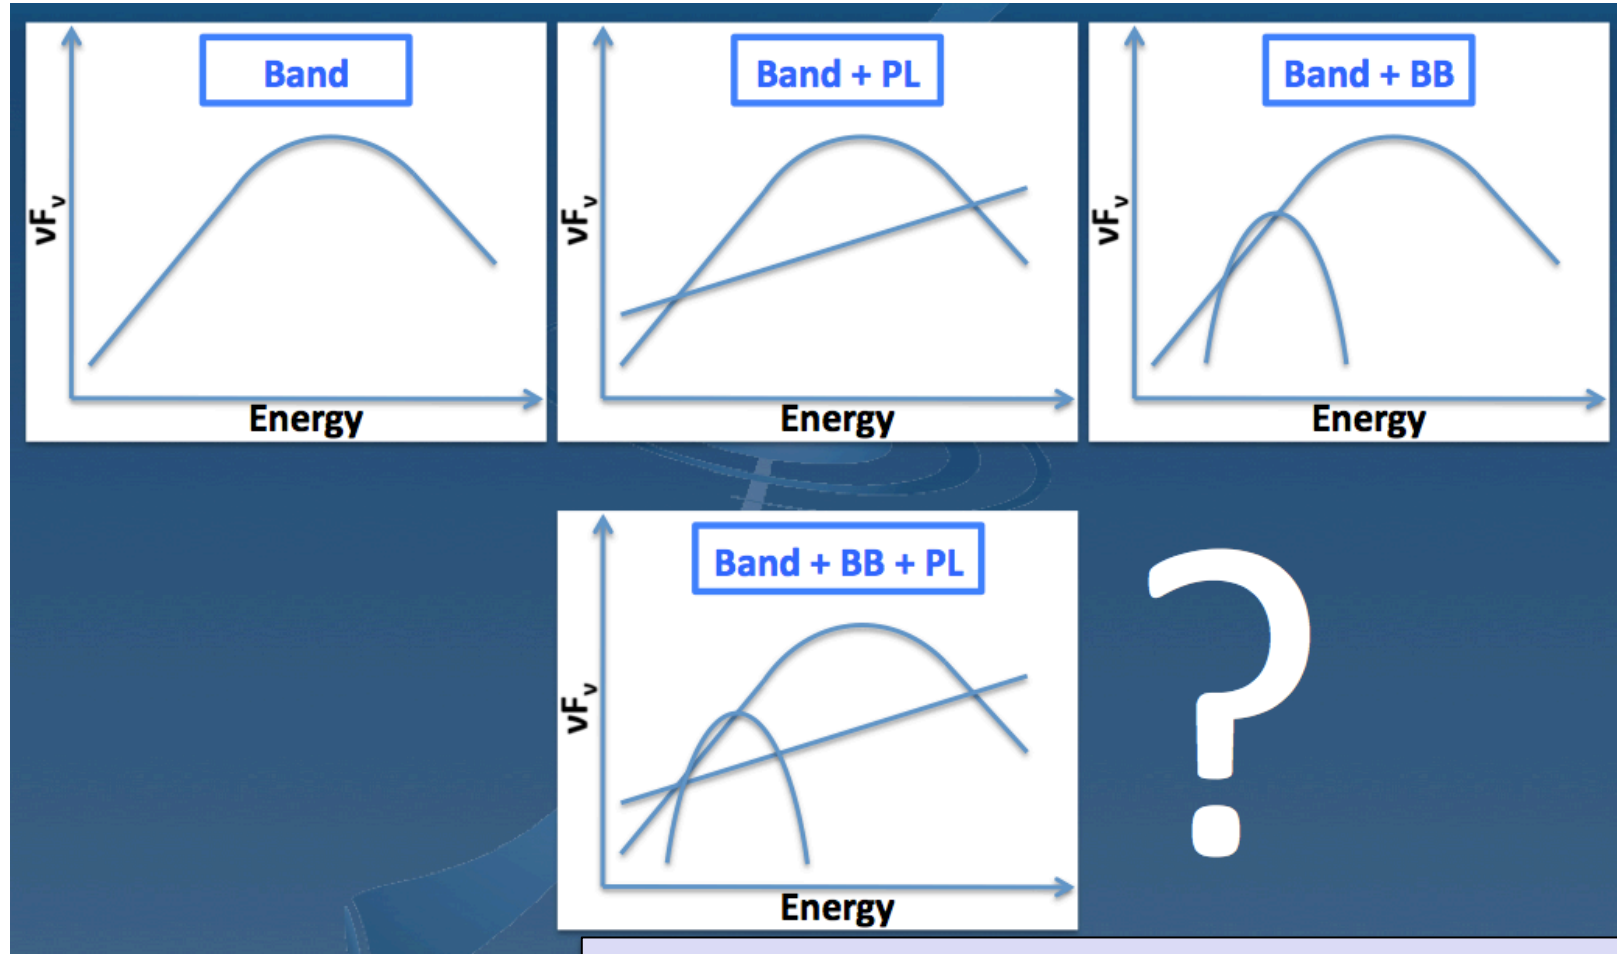 Band
νFν
Energy
Band + PL
νFν
Energy
Band + BB
νFν
Energy
Band + BB + PL
νFν
Energy
?